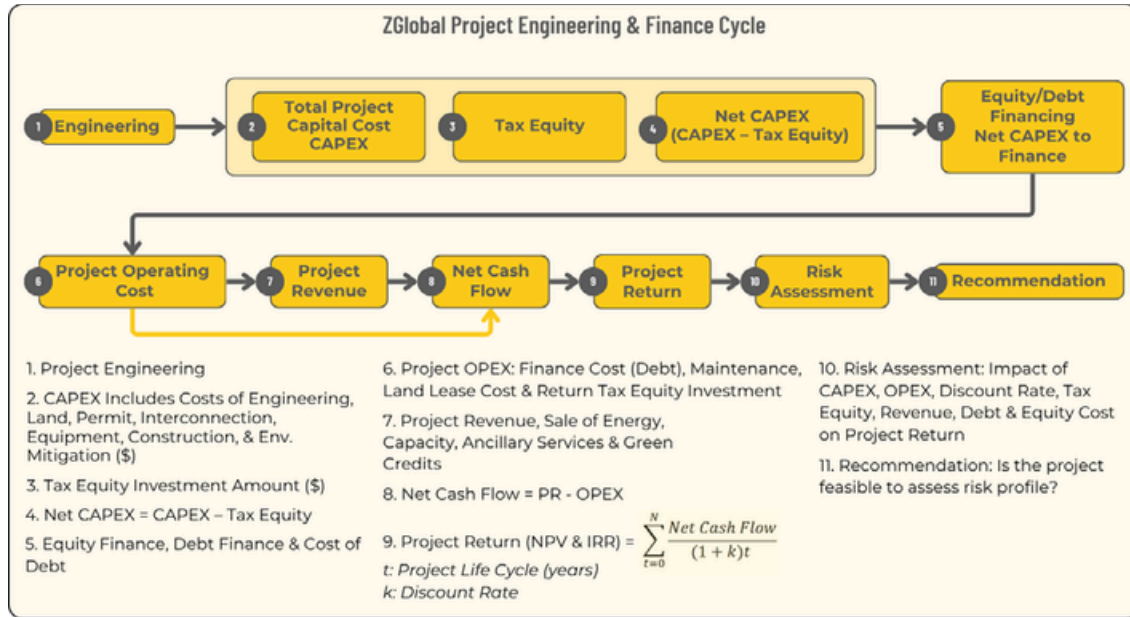 ZGlobal Project Engineering & Finance Cycle
1 Engineering
2 Total Project
Capital Cost
CAPEX
3 Tax Equity
4 Net CAPEX
(CAPEX – Tax Equity)
5 Equity/Debt
Financing
Net CAPEX to
Finance
6 Project Operating
Cost
7 Project
Revenue
8 Net Cash
Flow
9 Project
Return
10 Risk
Assessment
11 Recommendation
1. Project Engineering
2. CAPEX Includes Costs of Engineering,
Land, Permit, Interconnection,
Equipment, Construction, & Env.
Mitigation ($)
3. Tax Equity Investment Amount ($)
4. Net CAPEX = CAPEX – Tax Equity
5. Equity Finance, Debt Finance & Cost of
Debt
6. Project OPEX: Finance Cost (Debt), Maintenance,
Land Lease Cost & Return Tax Equity Investment
7. Project Revenue, Sale of Energy,
Capacity, Ancillary Services & Green
Credits
8. Net Cash Flow = PR - OPEX
9. Project Return (NPV & IRR) = N ∑ t=0 Net Cash Flow / (1 + k)t
t: Project Life Cycle (years)
k: Discount Rate
10. Risk Assessment: Impact of
CAPEX, OPEX, Discount Rate, Tax
Equity, Revenue, Debt & Equity Cost
on Project Return
11. Recommendation: Is the project
feasible to assess risk profile?